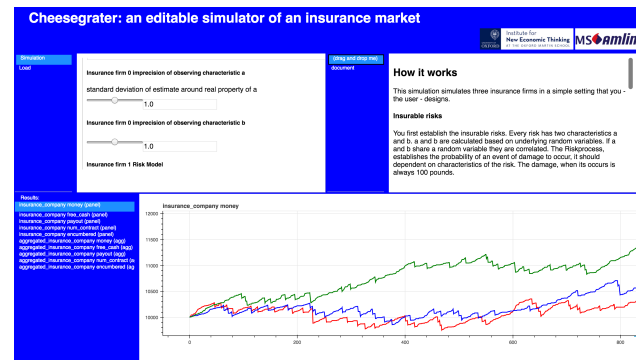 Cheesegrater: an editable simulator of an insurance market
OXFORD
Institute for
New Economic Thinking
AT THE OXFORD MARTIN SCHOOL
MS amlin
Simulation
Load
Insurance firm 0 imprecision of observing characteristic a
standard deviation of estimate around real property of a
1.0
Insurance firm 0 imprecision of observing characteristic b
1.0
Insurance firm 1 Risk Model
(drag and drop me)
document
How it works
This simulation simulates three insurance firms in a simple setting that you -
the user - designs.
Insurable risks
You first establish the insurable risks. Every risk has two characteristics a
and b. a and b are calculated based on underlying random variables. If a
and b share a random variable they are correlated. The Riskprocess,
establishes the probability of an event of damage to occur, it should
dependent on characteristics of the risk. The damage, when its occurs is
always 100 pounds.
Results:
insurance_company money (panel)
insurance_company free_cash (panel)
insurance_company payout (panel)
insurance_company num_contract (panel)
insurance_company encumbered (panel)
aggregated_insurance_company money (agg)
aggregated_insurance_company free_cash (agg)
aggregated_insurance_company payout (agg)
aggregated_insurance_company num_contract (a
aggregated_insurance_company encumbered (ag
insurance_company money
12000
11500
11000
10500
10000
0
200
400
600
800